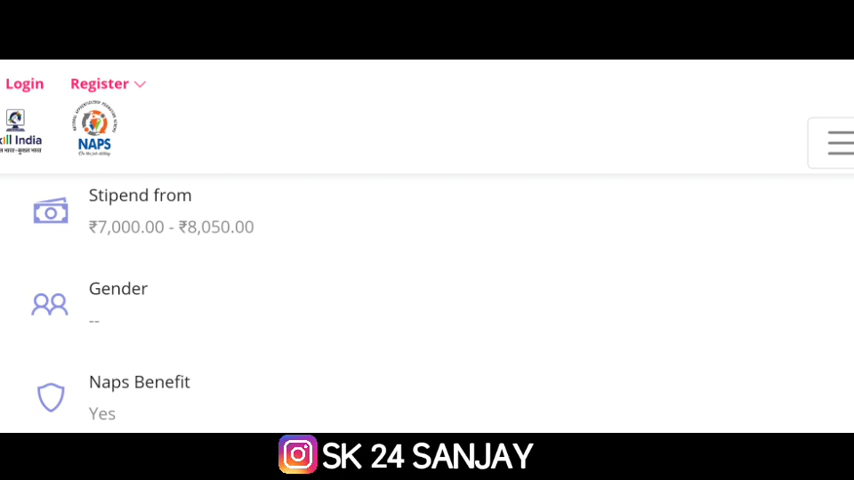 Login Register
kill India
NAPS
Stipend from
₹7,000.00 - ₹8,050.00
Gender
--
Naps Benefit
Yes
SK 24 SANJAY